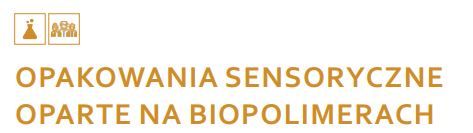 OPAKOWANIA SENSORYCZNE
OPARTE NA BIOPOLIMERACH